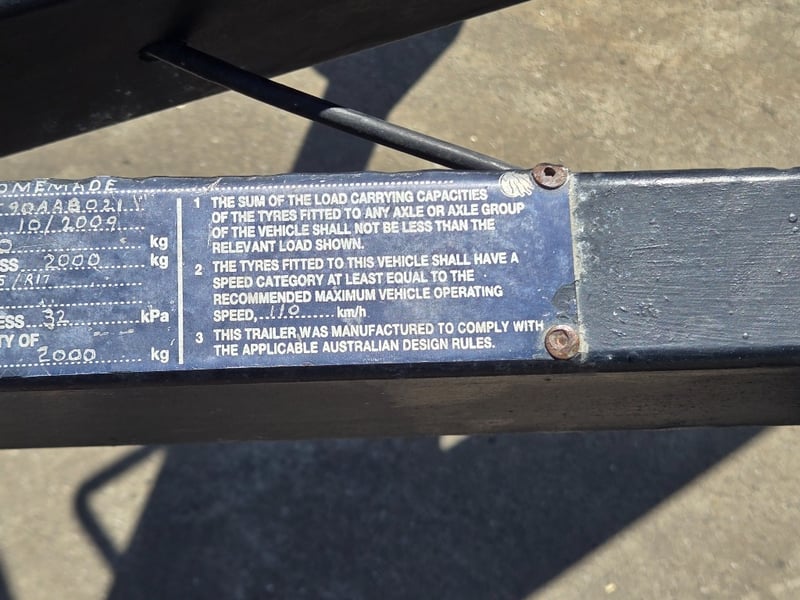 OMEMADE
90AAB021
10/2009
0 kg
SS 2000 kg
5/R17
ESS 32 kPa
TY OF
2000 kg
1 THE SUM OF THE LOAD CARRYING CAPACITIES
OF THE TYRES FITTED TO ANY AXLE OR AXLE GROUP
OF THE VEHICLE SHALL NOT BE LESS THAN THE
RELEVANT LOAD SHOWN.
2 THE TYRES FITTED TO THIS VEHICLE SHALL HAVE A
SPEED CATEGORY AT LEAST EQUAL TO THE
RECOMMENDED MAXIMUM VEHICLE OPERATING
SPEED, 110 km/h
3 THIS TRAILER WAS MANUFACTURED TO COMPLY WITH
THE APPLICABLE AUSTRALIAN DESIGN RULES.